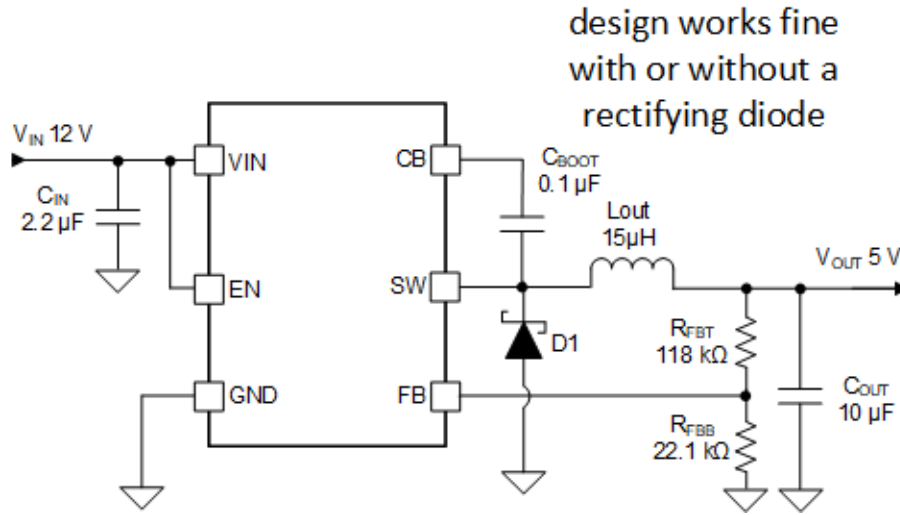 design works fine
with or without a
rectifying diode
VIN 12 V
CIN
2.2 µF
VIN
EN
GND
CB
SW
FB
CBOOT
0.1 µF
Lout
15µH
D1
VOUT 5 V
RFBT
118 kΩ
RFBB
22.1 kΩ
COUT
10 µF